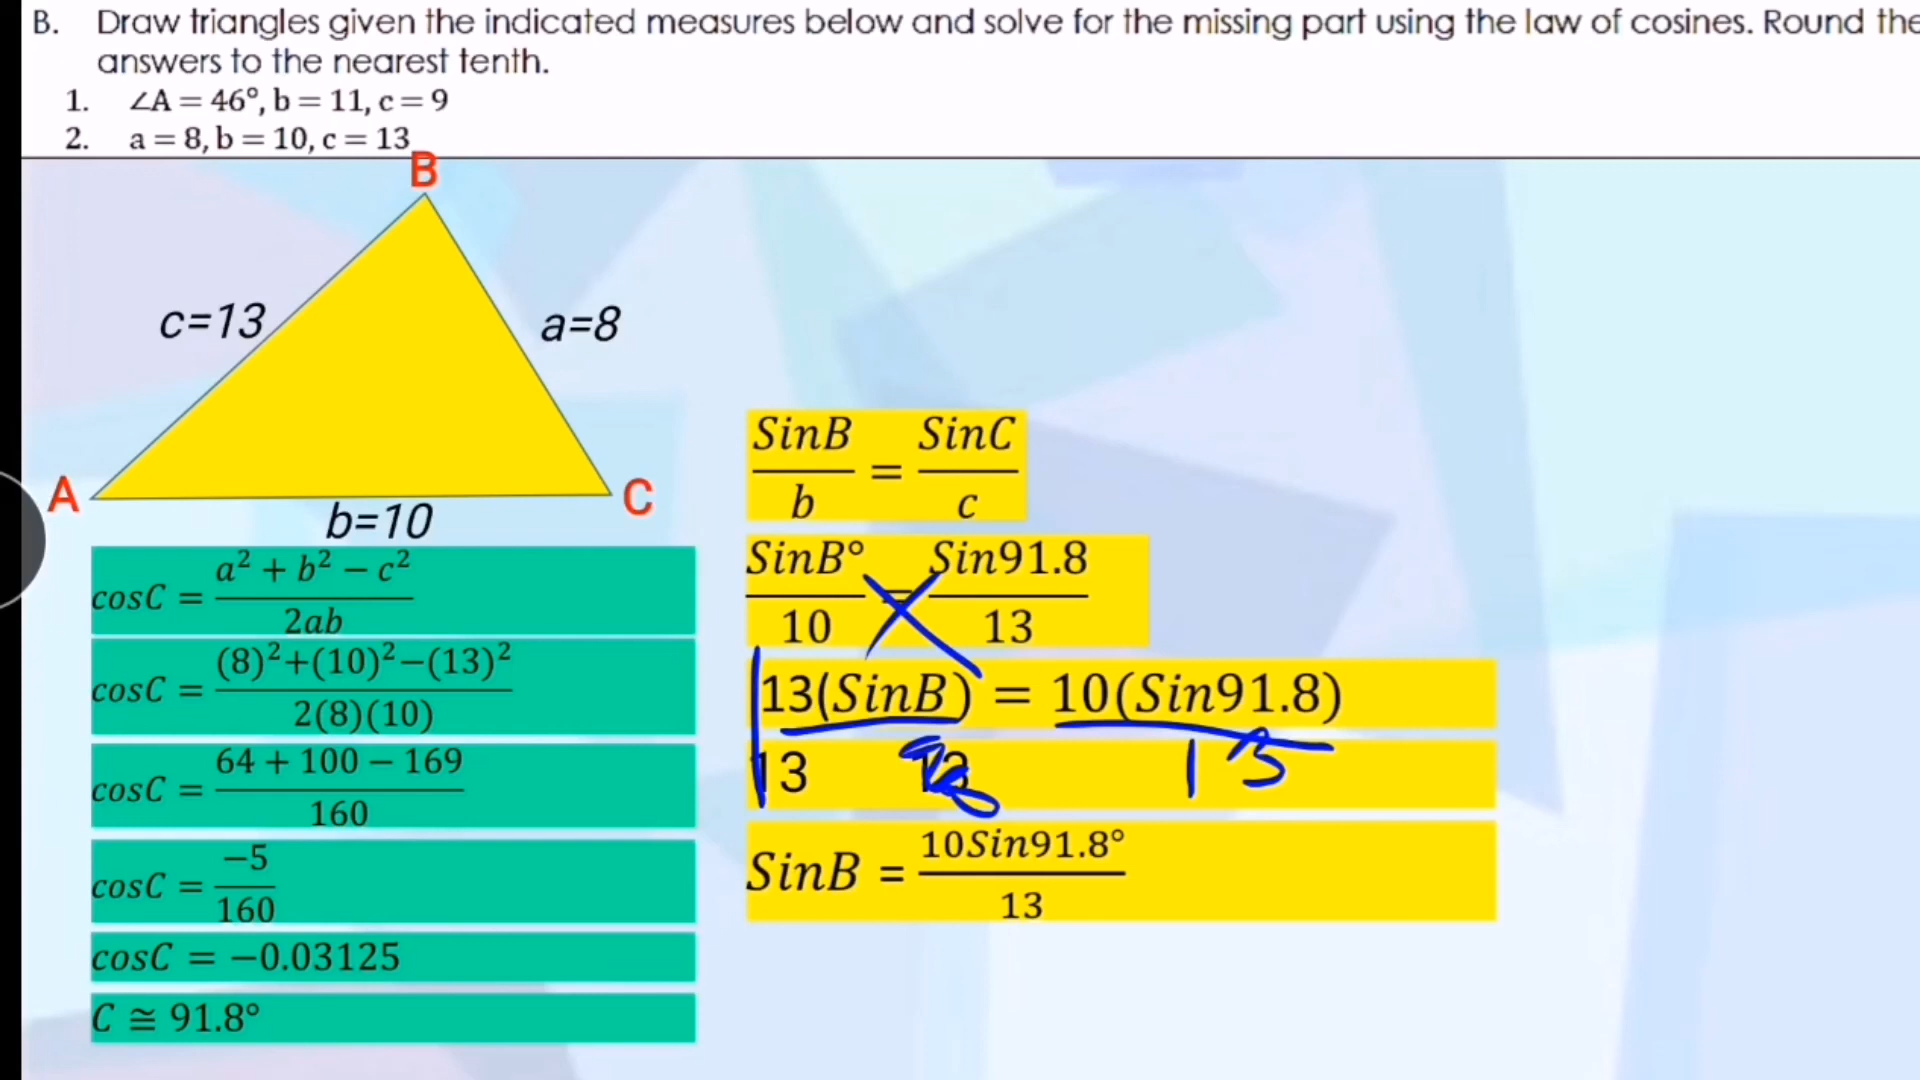 B. Draw triangles given the indicated measures below and solve for the missing part using the law of cosines. Round the
answers to the nearest tenth.
1. ∠A = 46°, b = 11, c = 9
2. a = 8, b = 10, c = 13
B
c=13
a=8
A
C
b=10
cosC = (a² + b² − c²)/(2ab)
cosC = ((8)²+(10)²−(13)²)/(2(8)(10))
cosC = (64 + 100 − 169)/160
cosC = −5/160
cosC = −0.03125
C ≅ 91.8°
SinB/b = SinC/c
SinB°/10 = Sin91.8/13
13(SinB) = 10(Sin91.8)
13 13 13
SinB = 10Sin91.8°/13